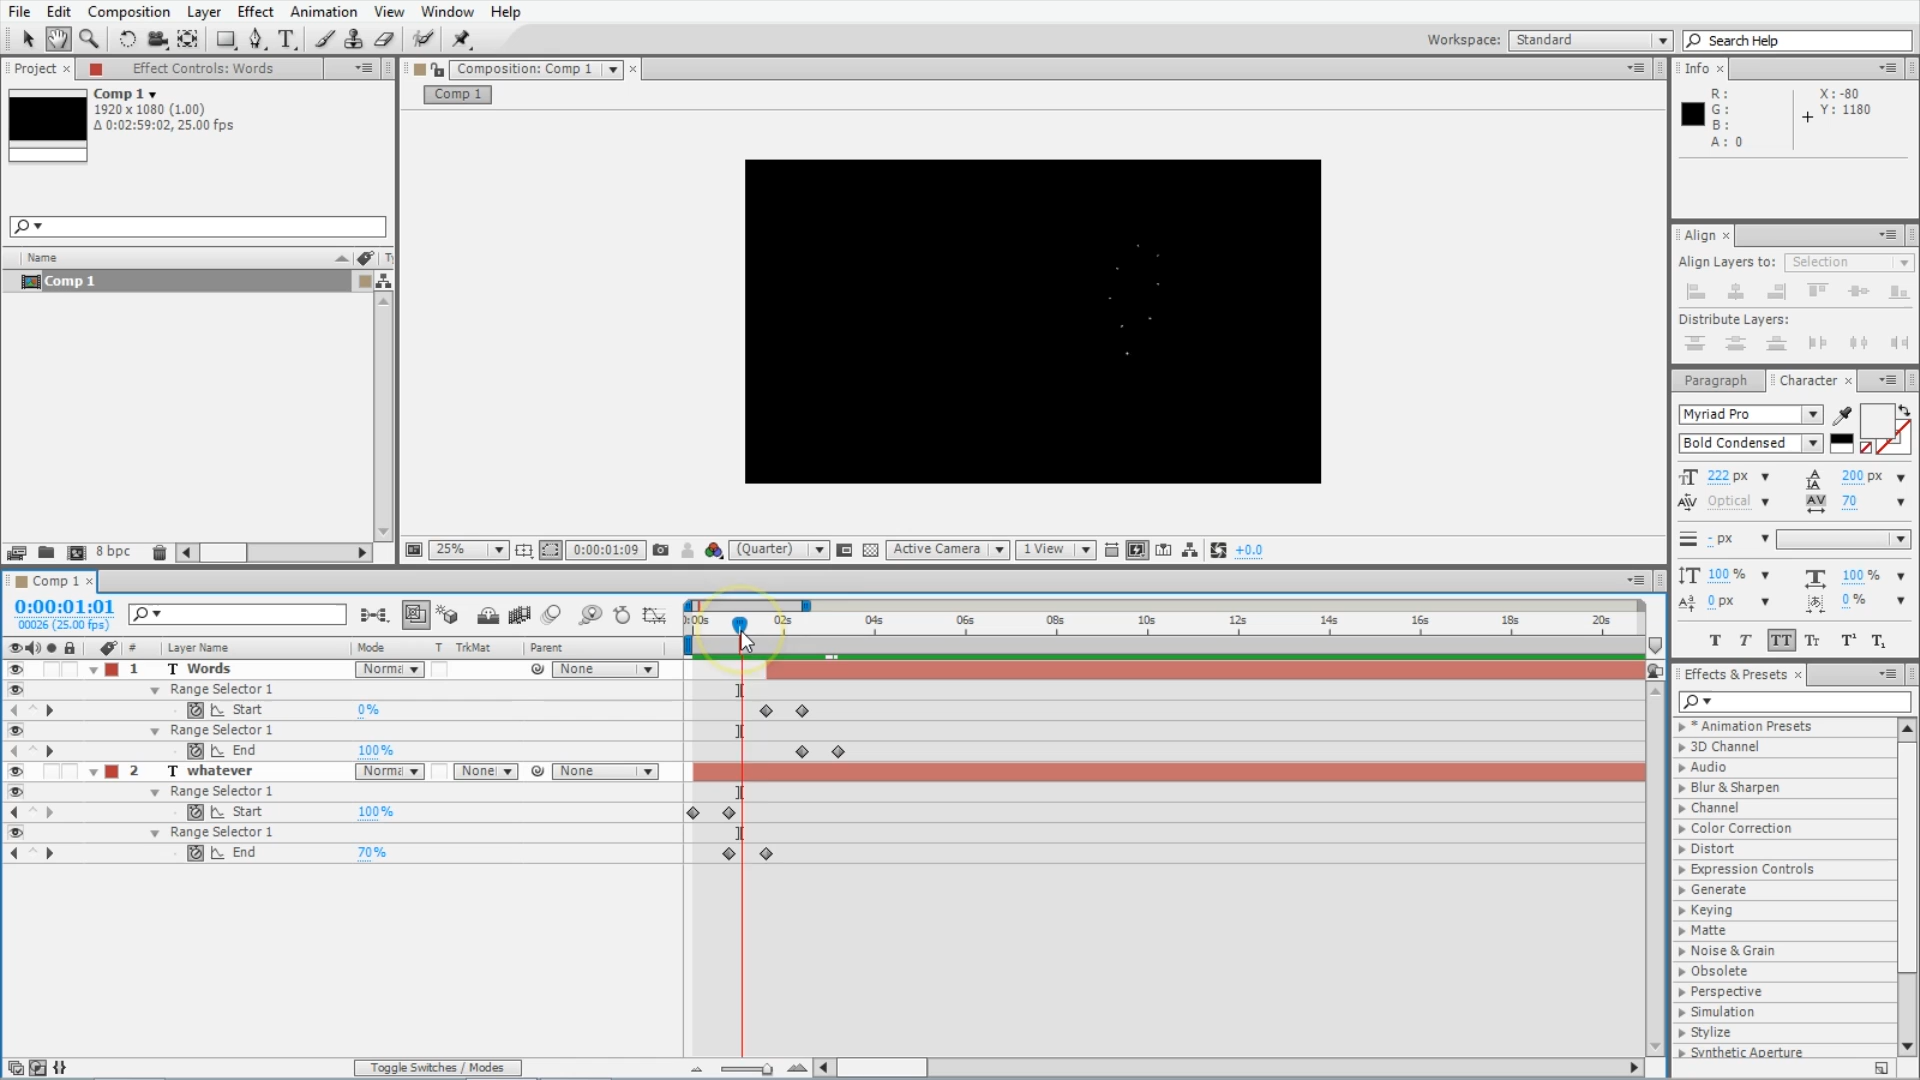 File Edit Composition Layer Effect Animation View Window Help
Workspace: Standard Search Help
Project × Effect Controls: Words
Comp 1
1920 x 1080 (1.00)
Δ 0:02:59:02, 25.00 fps
Name
Comp 1
8 bpc
Composition: Comp 1 ×
Comp 1
25% 0:00:01:09 (Quarter) Active Camera 1 View +0.0
Info ×
R:
G:
B:
A: 0
X: -80
Y: 1180
Align ×
Align Layers to: Selection
Distribute Layers:
Paragraph Character ×
Myriad Pro
Bold Condensed
222 px 200 px
Optical 70
- px
100 % 100 %
0 px 0 %
T T TT Tт T¹ T₁
Effects & Presets ×
* Animation Presets
3D Channel
Audio
Blur & Sharpen
Channel
Color Correction
Distort
Expression Controls
Generate
Keying
Matte
Noise & Grain
Obsolete
Perspective
Simulation
Stylize
Synthetic Aperture
Comp 1 ×
0:00:01:01
00026 (25.00 fps)
0:00s 02s 04s 06s 08s 10s 12s 14s 16s 18s 20s
# Layer Name Mode T TrkMat Parent
1 T Words Norma None
Range Selector 1
Start 0%
Range Selector 1
End 100%
2 T whatever Norma None None
Range Selector 1
Start 100%
Range Selector 1
End 70%
Toggle Switches / Modes